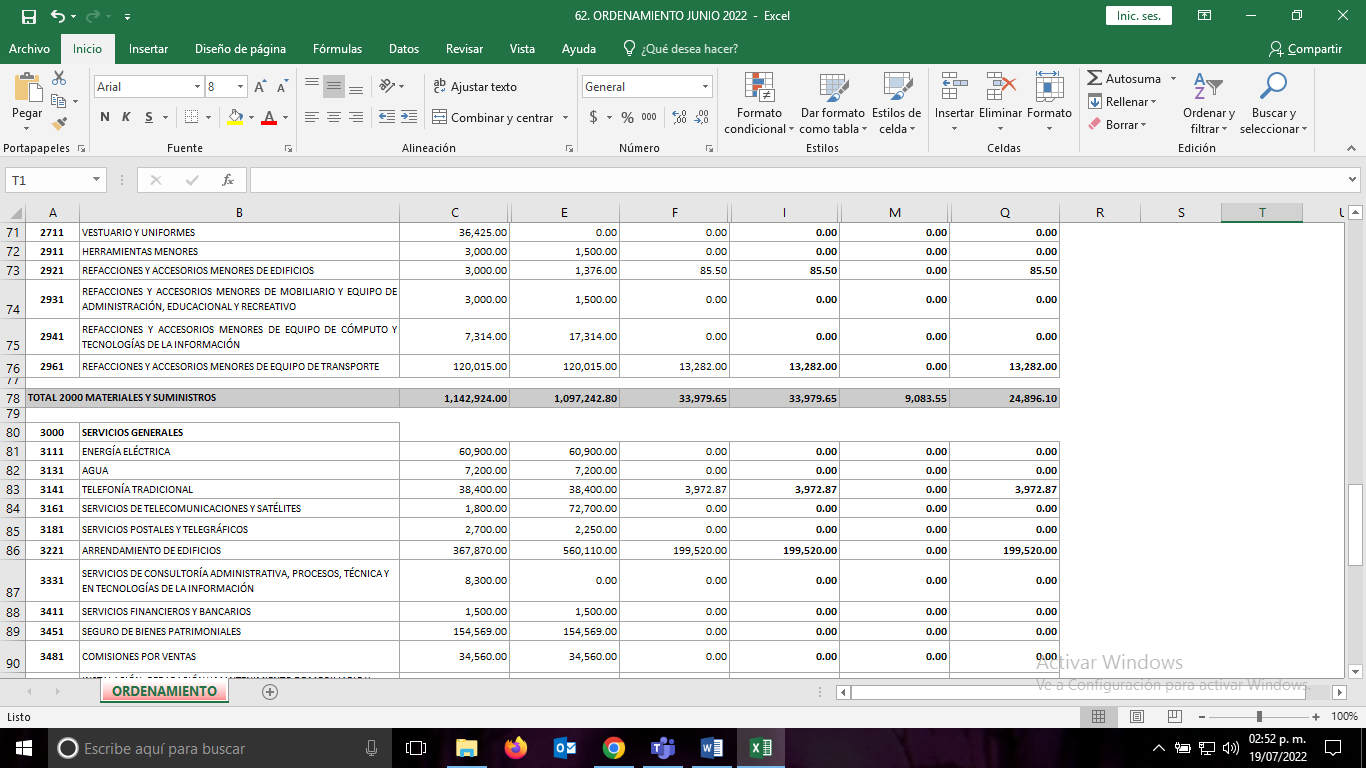 62. ORDENAMIENTO JUNIO 2022 - Excel
Inic. ses.
Archivo Inicio Insertar Diseño de página Fórmulas Datos Revisar Vista Ayuda ¿Qué desea hacer? Compartir
Pegar
Portapapeles
Arial 8 A A
N K S A
Fuente
ab Ajustar texto
Combinar y centrar
Alineación
General
$ % 000
Número
Formato condicional
Dar formato como tabla
Estilos de celda
Estilos
Insertar Eliminar Formato
Celdas
Autosuma
Rellenar
Borrar
Ordenar y filtrar
Buscar y seleccionar
Edición
T1 fx
A B C E F I M Q R S T U
71 2711 VESTUARIO Y UNIFORMES 36,425.00 0.00 0.00 0.00 0.00 0.00
72 2911 HERRAMIENTAS MENORES 3,000.00 1,500.00 0.00 0.00 0.00 0.00
73 2921 REFACCIONES Y ACCESORIOS MENORES DE EDIFICIOS 3,000.00 1,376.00 85.50 85.50 0.00 85.50
74 2931 REFACCIONES Y ACCESORIOS MENORES DE MOBILIARIO Y EQUIPO DE
ADMINISTRACIÓN, EDUCACIONAL Y RECREATIVO 3,000.00 1,500.00 0.00 0.00 0.00 0.00
75 2941 REFACCIONES Y ACCESORIOS MENORES DE EQUIPO DE CÓMPUTO Y
TECNOLOGÍAS DE LA INFORMACIÓN 7,314.00 17,314.00 0.00 0.00 0.00 0.00
76 2961 REFACCIONES Y ACCESORIOS MENORES DE EQUIPO DE TRANSPORTE 120,015.00 120,015.00 13,282.00 13,282.00 0.00 13,282.00
77
78 TOTAL 2000 MATERIALES Y SUMINISTROS 1,142,924.00 1,097,242.80 33,979.65 33,979.65 9,083.55 24,896.10
79
80 3000 SERVICIOS GENERALES
81 3111 ENERGÍA ELÉCTRICA 60,900.00 60,900.00 0.00 0.00 0.00 0.00
82 3131 AGUA 7,200.00 7,200.00 0.00 0.00 0.00 0.00
83 3141 TELEFONÍA TRADICIONAL 38,400.00 38,400.00 3,972.87 3,972.87 0.00 3,972.87
84 3161 SERVICIOS DE TELECOMUNICACIONES Y SATÉLITES 1,800.00 72,700.00 0.00 0.00 0.00 0.00
85 3181 SERVICIOS POSTALES Y TELEGRÁFICOS 2,700.00 2,250.00 0.00 0.00 0.00 0.00
86 3221 ARRENDAMIENTO DE EDIFICIOS 367,870.00 560,110.00 199,520.00 199,520.00 0.00 199,520.00
87 3331 SERVICIOS DE CONSULTORÍA ADMINISTRATIVA, PROCESOS, TÉCNICA Y
EN TECNOLOGÍAS DE LA INFORMACIÓN 8,300.00 0.00 0.00 0.00 0.00 0.00
88 3411 SERVICIOS FINANCIEROS Y BANCARIOS 1,500.00 1,500.00 0.00 0.00 0.00 0.00
89 3451 SEGURO DE BIENES PATRIMONIALES 154,569.00 154,569.00 0.00 0.00 0.00 0.00
90 3481 COMISIONES POR VENTAS 34,560.00 34,560.00 0.00 0.00 0.00 0.00
Activar Windows
Ve a Configuración para activar Windows.
ORDENAMIENTO
Listo 100%
Escribe aquí para buscar
02:52 p. m.
19/07/2022